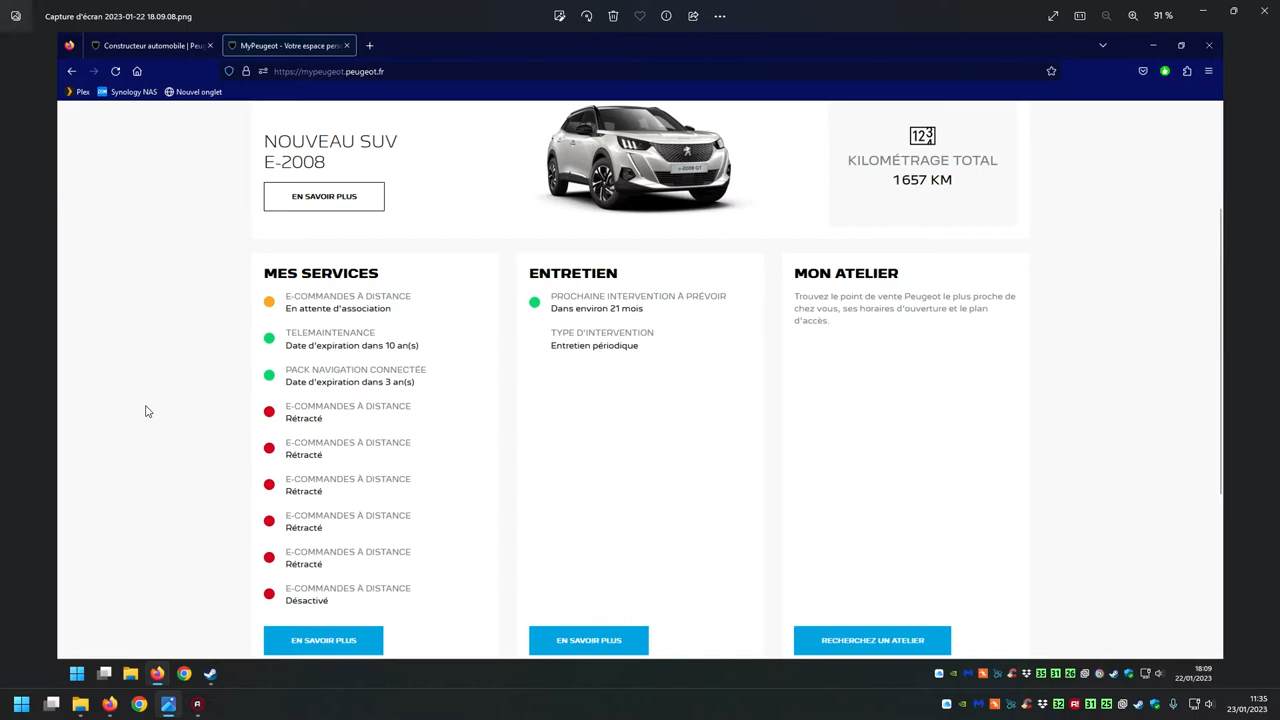 Capture d'écran 2023-01-22 18.09.08.png
Constructeur automobile | Peug
MyPeugeot - Votre espace pers
https://mypeugeot.peugeot.fr
Plex
Synology NAS
Nouvel onglet
NOUVEAU SUV
E-2008
EN SAVOIR PLUS
e-2008 GT
KILOMÉTRAGE TOTAL
1 657 KM
MES SERVICES
E-COMMANDES À DISTANCE
En attente d'association
TELEMAINTENANCE
Date d'expiration dans 10 an(s)
PACK NAVIGATION CONNECTÉE
Date d'expiration dans 3 an(s)
E-COMMANDES À DISTANCE
Rétracté
E-COMMANDES À DISTANCE
Rétracté
E-COMMANDES À DISTANCE
Rétracté
E-COMMANDES À DISTANCE
Rétracté
E-COMMANDES À DISTANCE
Rétracté
E-COMMANDES À DISTANCE
Désactivé
EN SAVOIR PLUS
ENTRETIEN
PROCHAINE INTERVENTION À PRÉVOIR
Dans environ 21 mois
TYPE D'INTERVENTION
Entretien périodique
EN SAVOIR PLUS
MON ATELIER
Trouvez le point de vente Peugeot le plus proche de
chez vous, ses horaires d'ouverture et le plan
d'accès.
RECHERCHEZ UN ATELIER
18:09
22/01/2023
11:35
23/01/2023